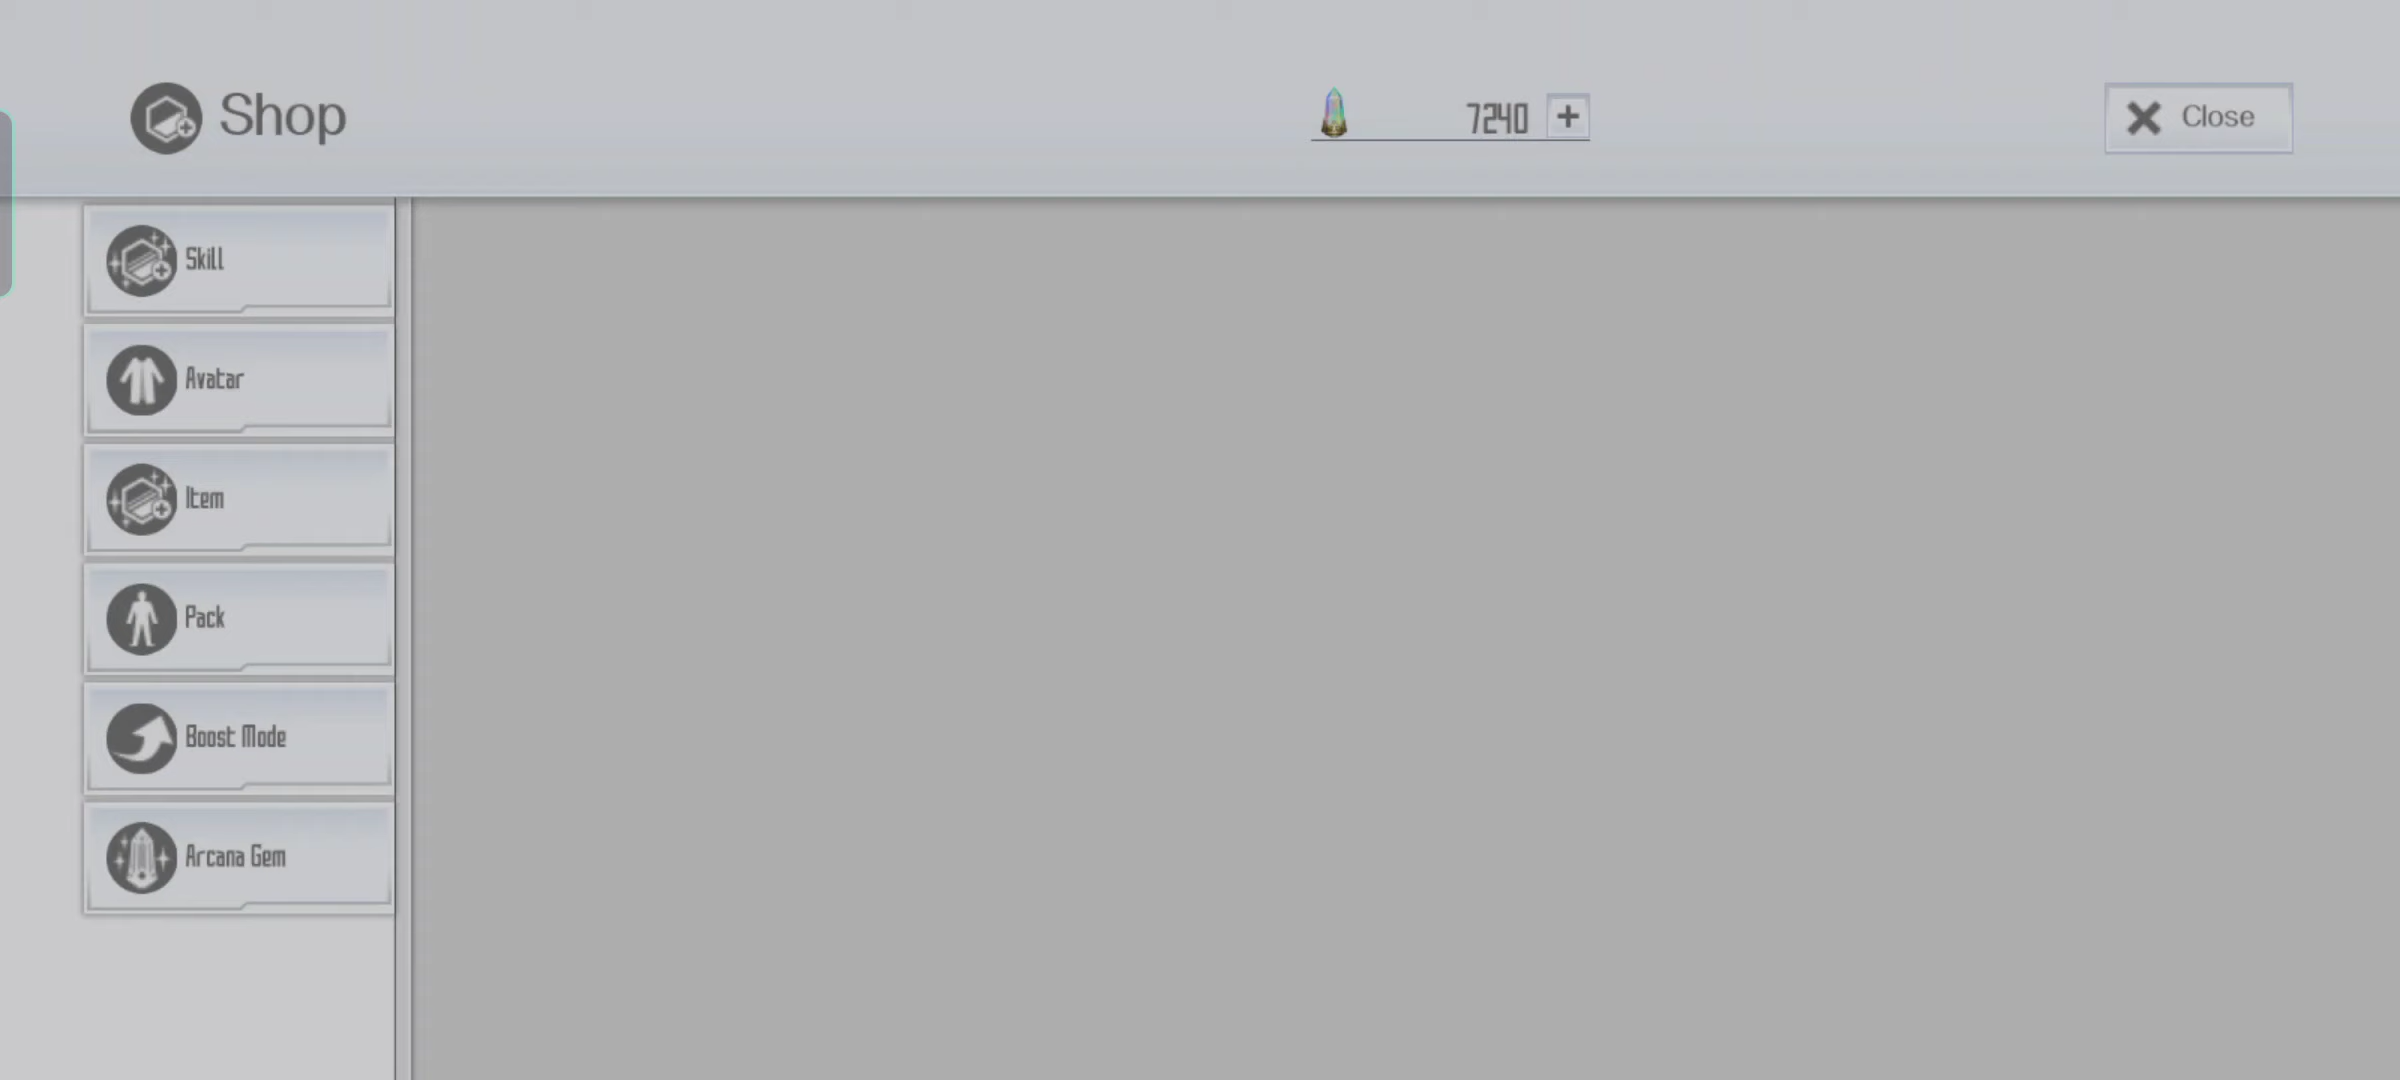 Shop
7240
Close
Skill
Avatar
Item
Pack
Boost Mode
Arcana Gem